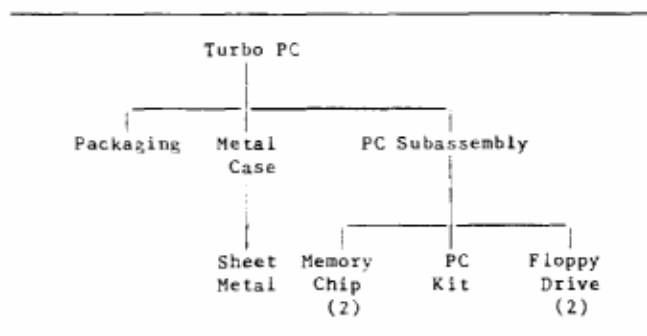 Turbo PC
Packaging Metal Case PC Subassembly
Sheet Metal Memory Chip (2) PC Kit Floppy Drive (2)